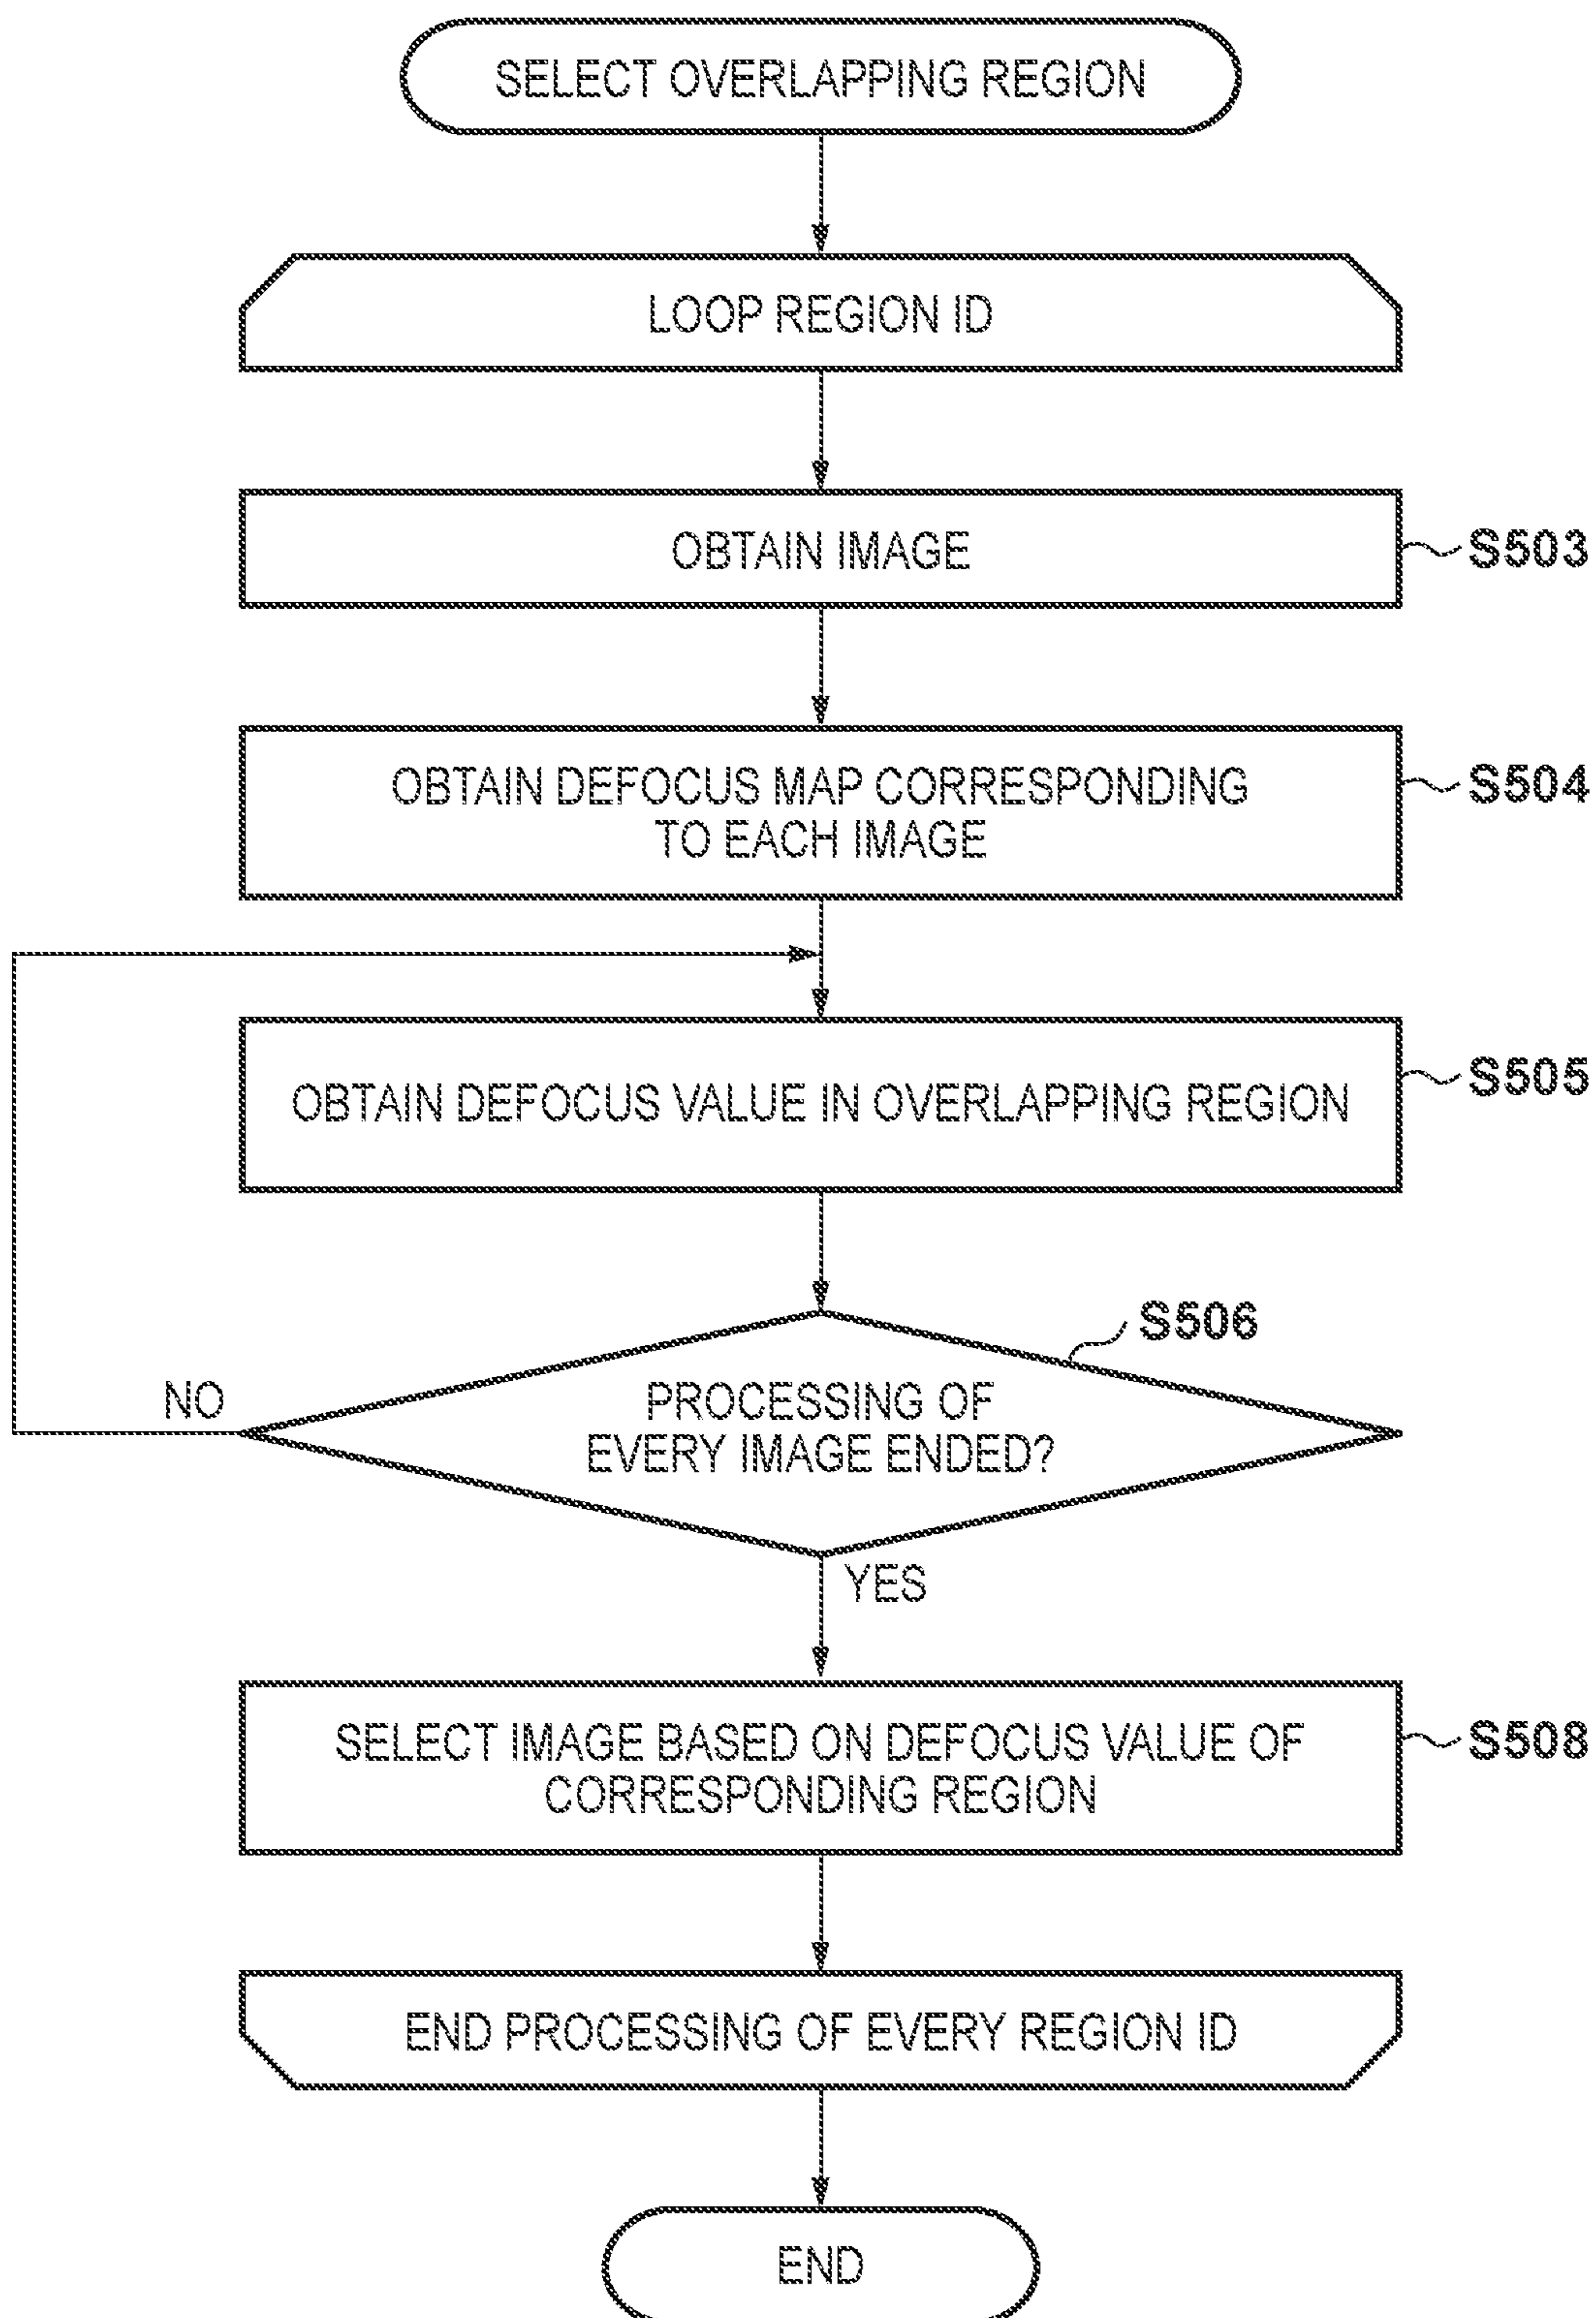 SELECT OVERLAPPING REGION
LOOP REGION ID
OBTAIN IMAGE
S503
OBTAIN DEFOCUS MAP CORRESPONDING
TO EACH IMAGE
S504
OBTAIN DEFOCUS VALUE IN OVERLAPPING REGION
S505
S506
PROCESSING OF
EVERY IMAGE ENDED?
NO
YES
SELECT IMAGE BASED ON DEFOCUS VALUE OF
CORRESPONDING REGION
S508
END PROCESSING OF EVERY REGION ID
END